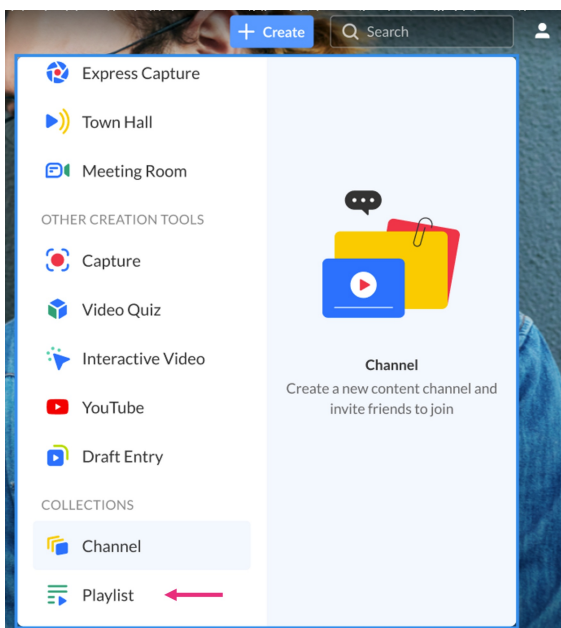 + Create
Search
Express Capture
Town Hall
Meeting Room
OTHER CREATION TOOLS
Capture
Video Quiz
Interactive Video
YouTube
Draft Entry
COLLECTIONS
Channel
Playlist
Channel
Create a new content channel and
invite friends to join